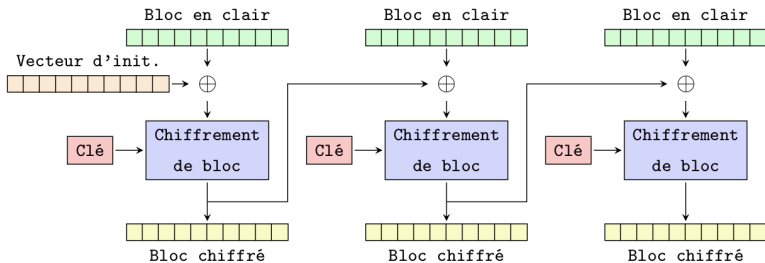 Bloc en clair
Bloc en clair
Bloc en clair
Vecteur d'init.
Clé
Chiffrement
de bloc
Clé
Chiffrement
de bloc
Clé
Chiffrement
de bloc
Bloc chiffré
Bloc chiffré
Bloc chiffré